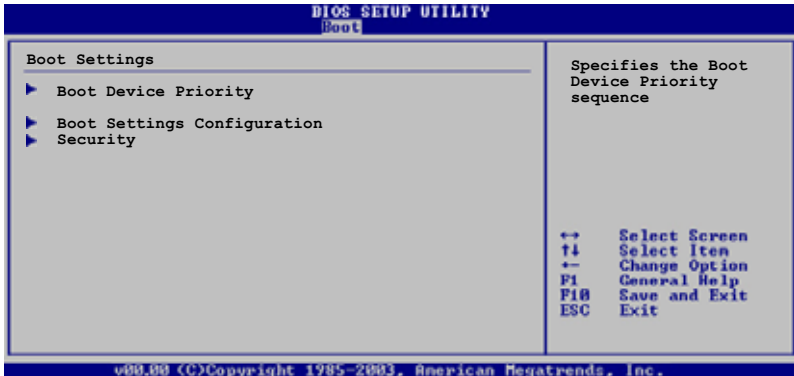 BIOS SETUP UTILITY
Boot
Boot Settings
Boot Device Priority
Boot Settings Configuration
Security
Specifies the Boot
Device Priority
sequence
↔ Select Screen
↑↓ Select Item
+- Change Option
F1 General Help
F10 Save and Exit
ESC Exit
v00.00 (C)Copyright 1985-2003, American Megatrends, Inc.